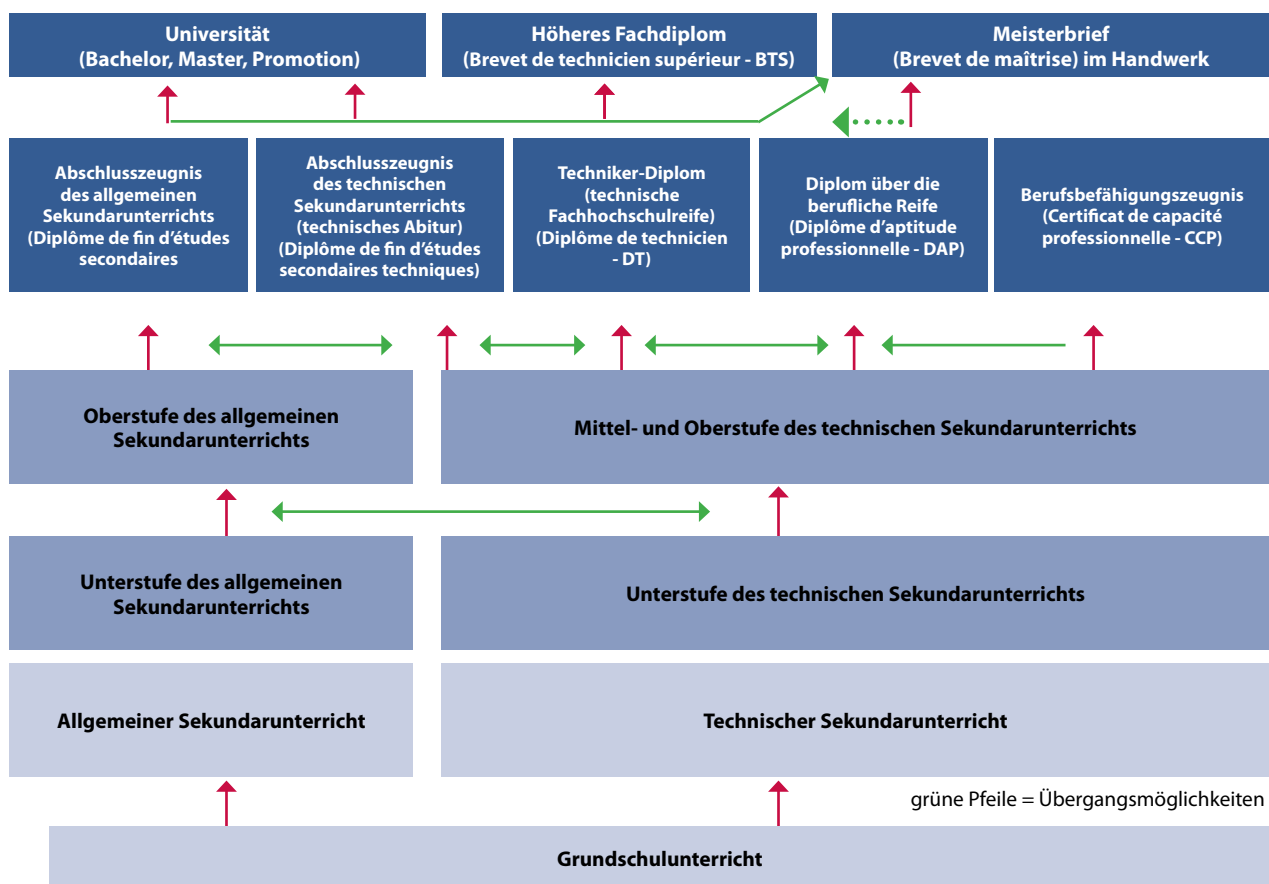 Universität
(Bachelor, Master, Promotion)
Höheres Fachdiplom
(Brevet de technicien supérieur - BTS)
Meisterbrief
(Brevet de maîtrise) im Handwerk
Abschlusszeugnis
des allgemeinen
Sekundarunterrichts
(Diplôme de fin d’études
secondaires
Abschlusszeugnis
des technischen
Sekundarunterrichts
(technisches Abitur)
(Diplôme de fin d’études
secondaires techniques)
Techniker-Diplom
(technische
Fachhochschulreife)
(Diplôme de technicien
- DT)
Diplom über die
berufliche Reife
(Diplôme d’aptitude
professionnelle - DAP)
Berufsbefähigungszeugnis
(Certificat de capacité
professionnelle - CCP)
Oberstufe des allgemeinen
Sekundarunterrichts
Mittel- und Oberstufe des technischen Sekundarunterrichts
Unterstufe des allgemeinen
Sekundarunterrichts
Unterstufe des technischen Sekundarunterrichts
Allgemeiner Sekundarunterricht
Technischer Sekundarunterricht
grüne Pfeile = Übergangsmöglichkeiten
Grundschulunterricht